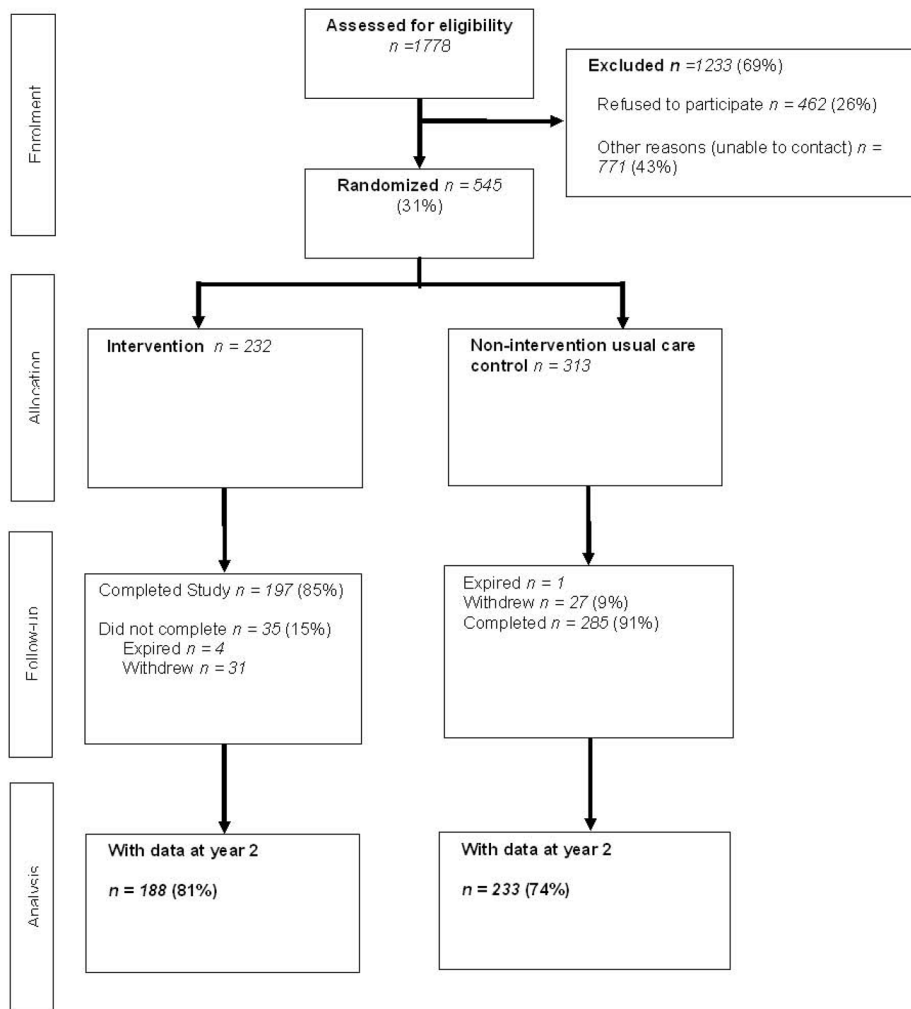 Enrolment
Assessed for eligibility
n =1778
Excluded n =1233 (69%)
Refused to participate n = 462 (26%)
Other reasons (unable to contact) n =
771 (43%)
Randomized n = 545
(31%)
Allocation
Intervention n = 232
Non-intervention usual care
control n = 313
Follow-up
Completed Study n = 197 (85%)
Did not complete n = 35 (15%)
Expired n = 4
Withdrew n = 31
Expired n = 1
Withdrew n = 27 (9%)
Completed n = 285 (91%)
Analysis
With data at year 2
n = 188 (81%)
With data at year 2
n = 233 (74%)